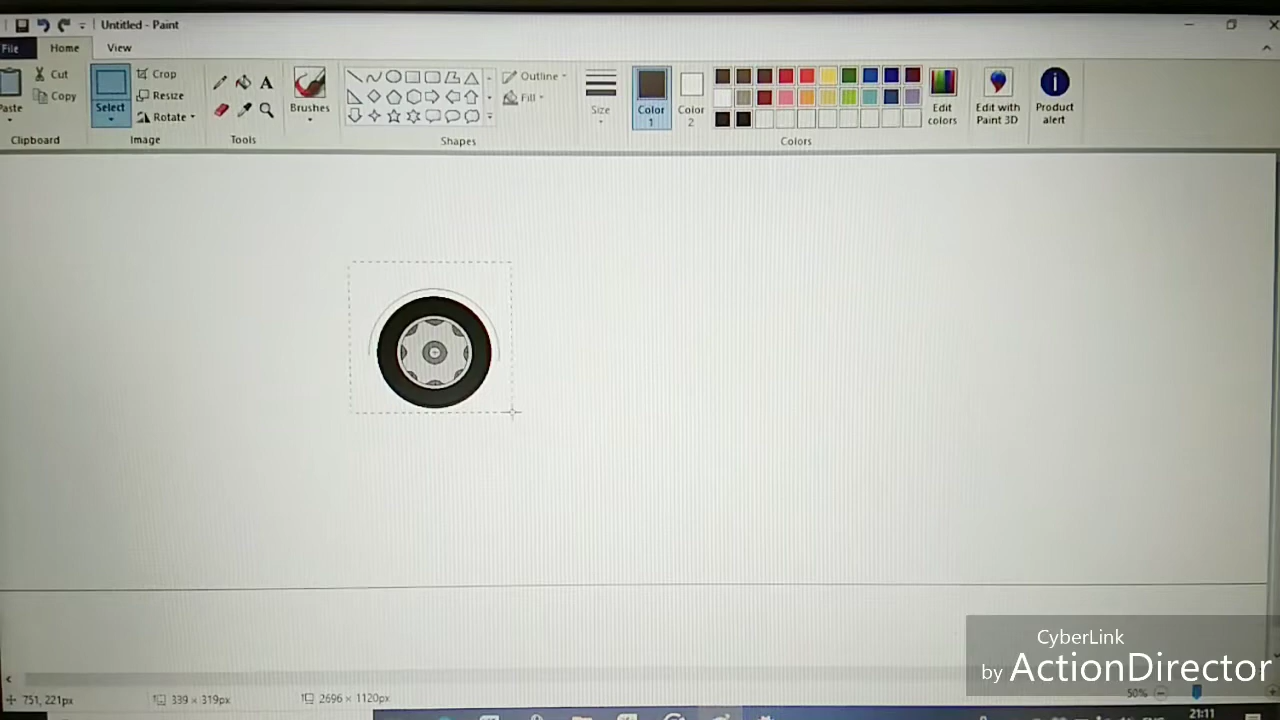 Untitled - Paint
File Home View
Cut
Copy
Paste
Clipboard
Select
Crop
Resize
Rotate
Image
A
Tools
Brushes
Outline
Fill
Shapes
Size
Color 1
Color 2
Edit colors
Colors
Edit with Paint 3D
Product alert
CyberLink
by ActionDirector
751, 221px
339 × 319px
2696 × 1120px
50%
21:11